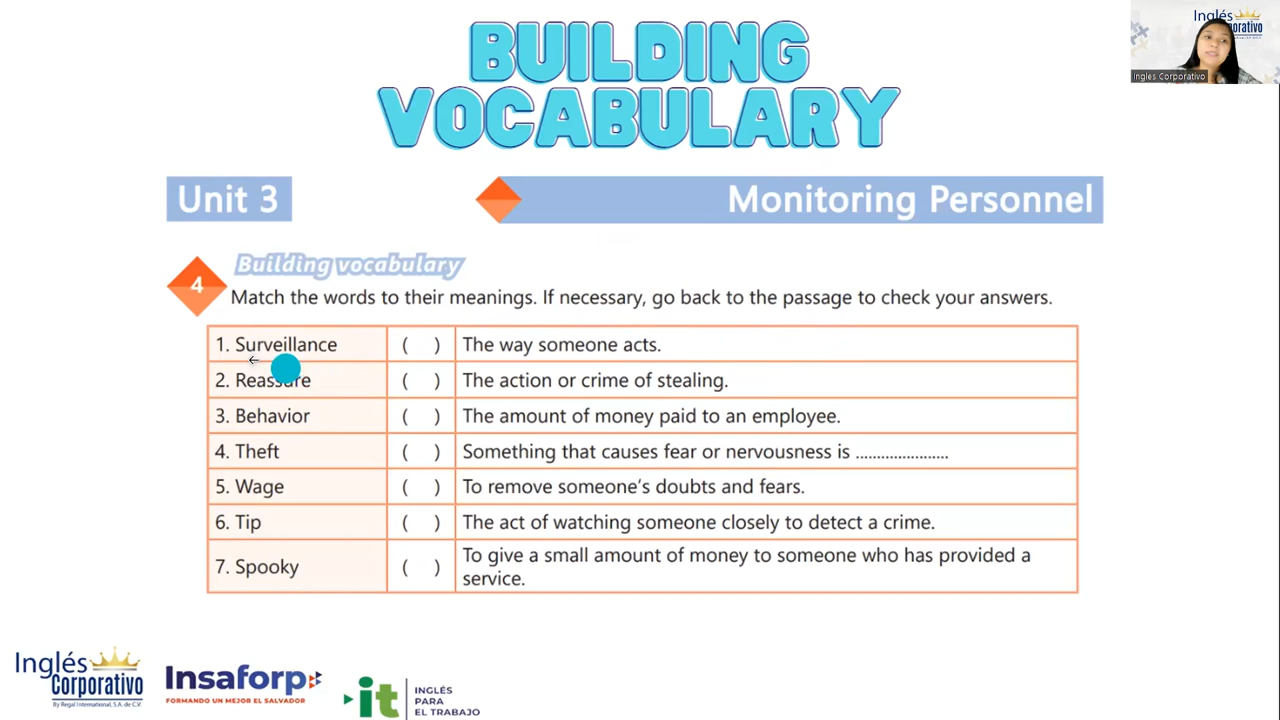 Inglés
Corporativo
Ingles Corporativo
BUILDING
VOCABULARY
Unit 3
Monitoring Personnel
Building vocabulary
4
Match the words to their meanings. If necessary, go back to the passage to check your answers.
1. Surveillance ( ) The way someone acts.
2. Reassure ( ) The action or crime of stealing.
3. Behavior ( ) The amount of money paid to an employee.
4. Theft ( ) Something that causes fear or nervousness is ......................
5. Wage ( ) To remove someone's doubts and fears.
6. Tip ( ) The act of watching someone closely to detect a crime.
7. Spooky ( ) To give a small amount of money to someone who has provided a
service.
Inglés
Corporativo
By Regal International, S.A. de C.V.
Insaforp
FORMANDO UN MEJOR EL SALVADOR
it
INGLÉS
PARA
EL TRABAJO